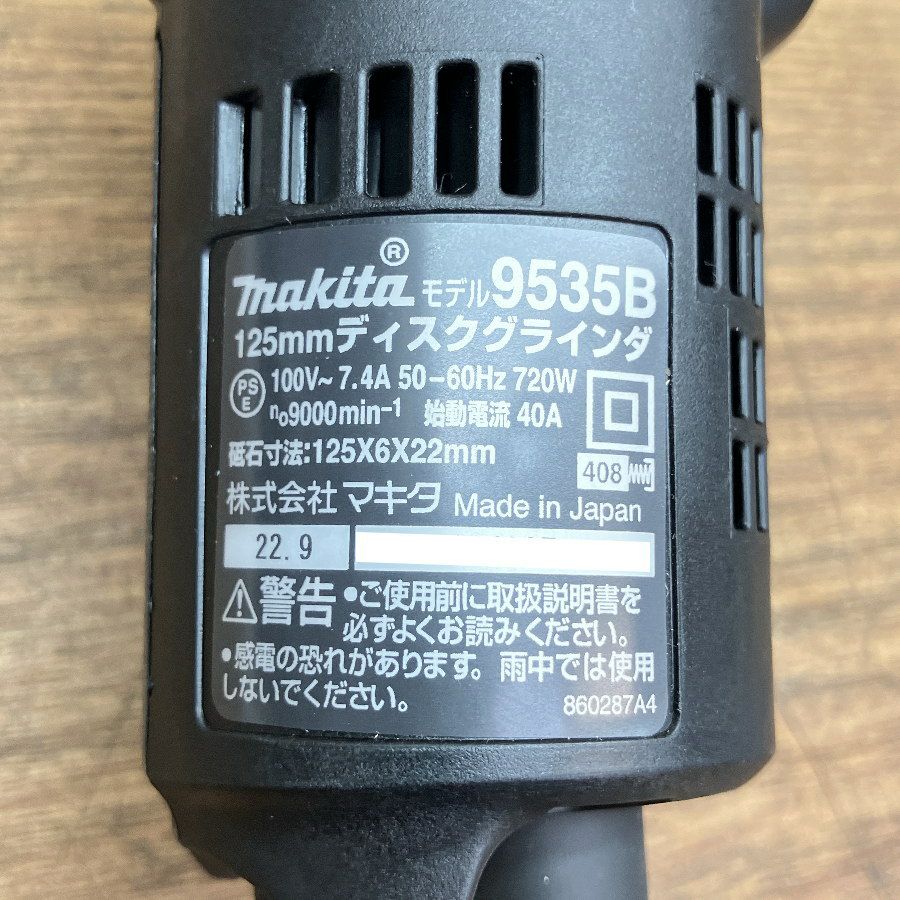 makita® モデル9535B
125mmディスクグラインダ
PSE 100V~7.4A 50-60Hz 720W
n₀9000min⁻¹ 始動電流 40A
砥石寸法:125X6X22mm
408
株式会社 マキタ Made in Japan
22.9
警告 •ご使用前に取扱説明書を
必ずよくお読みください。
•感電の恐れがあります。雨中では使用
しないでください。
860287A4